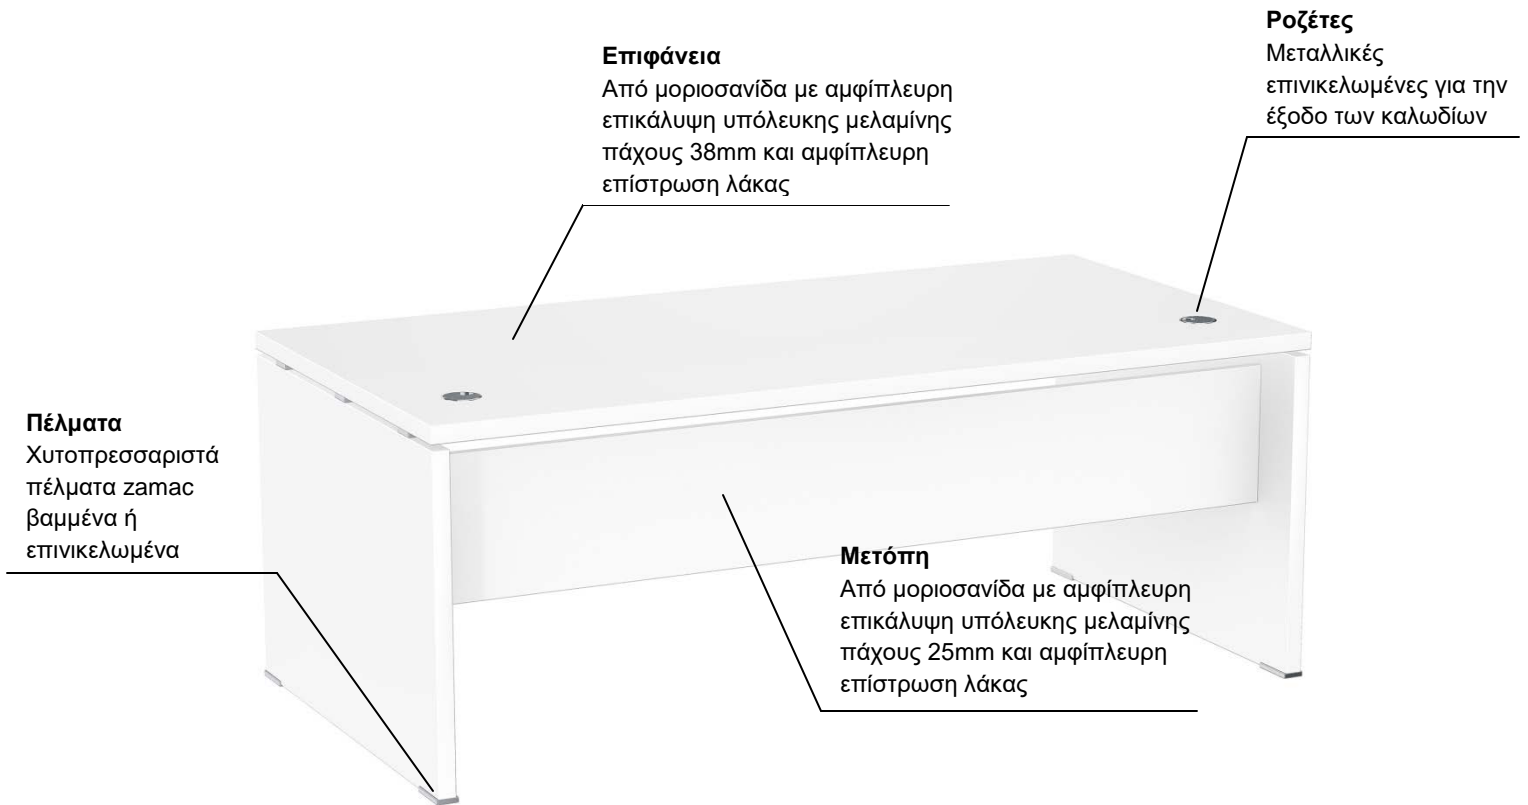 Ροζέτες
Μεταλλικές
επινικελωμένες για την
έξοδο των καλωδίων
Επιφάνεια
Από μοριοσανίδα με αμφίπλευρη
επικάλυψη υπόλευκης μελαμίνης
πάχους 38mm και αμφίπλευρη
επίστρωση λάκας
Πέλματα
Χυτοπρεσσαριστά
πέλματα zamac
βαμμένα ή
επινικελωμένα
Μετόπη
Από μοριοσανίδα με αμφίπλευρη
επικάλυψη υπόλευκης μελαμίνης
πάχους 25mm και αμφίπλευρη
επίστρωση λάκας